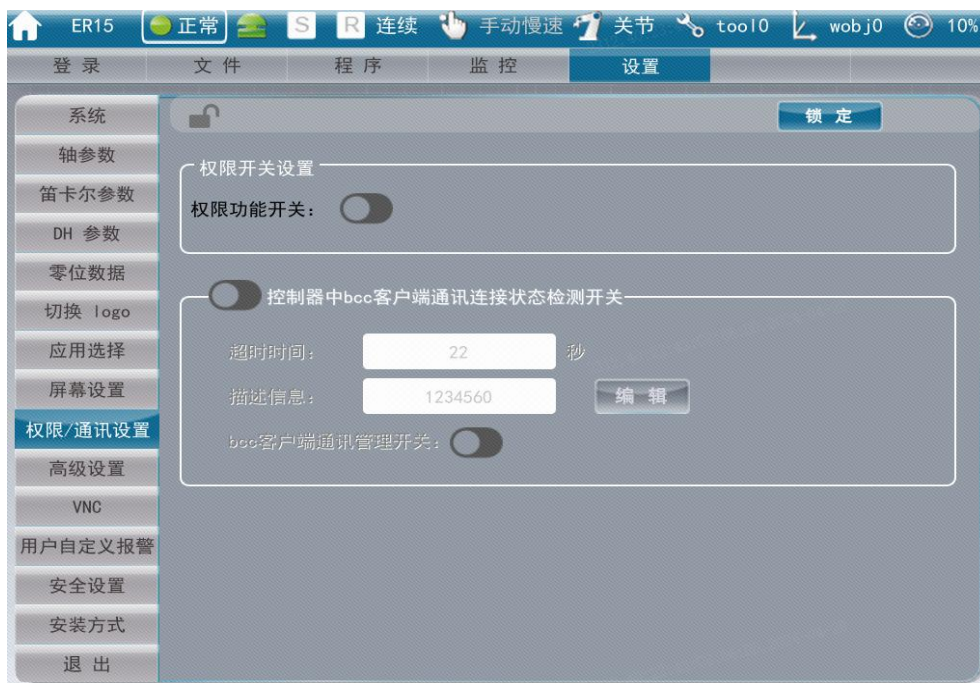 ER15 正常 S R 连续 手动慢速 关节 tool0 wobj0 10%
登 录 文 件 程 序 监 控 设置
系统
锁 定
轴参数
权限开关设置
笛卡尔参数
权限功能开关：
DH 参数
零位数据
控制器中bcc客户端通讯连接状态检测开关
切换 logo
应用选择
超时时间： 22 秒
屏幕设置
描述信息： 1234560 编 辑
权限/通讯设置
bcc客户端通讯管理开关：
高级设置
VNC
用户自定义报警
安全设置
安装方式
退 出